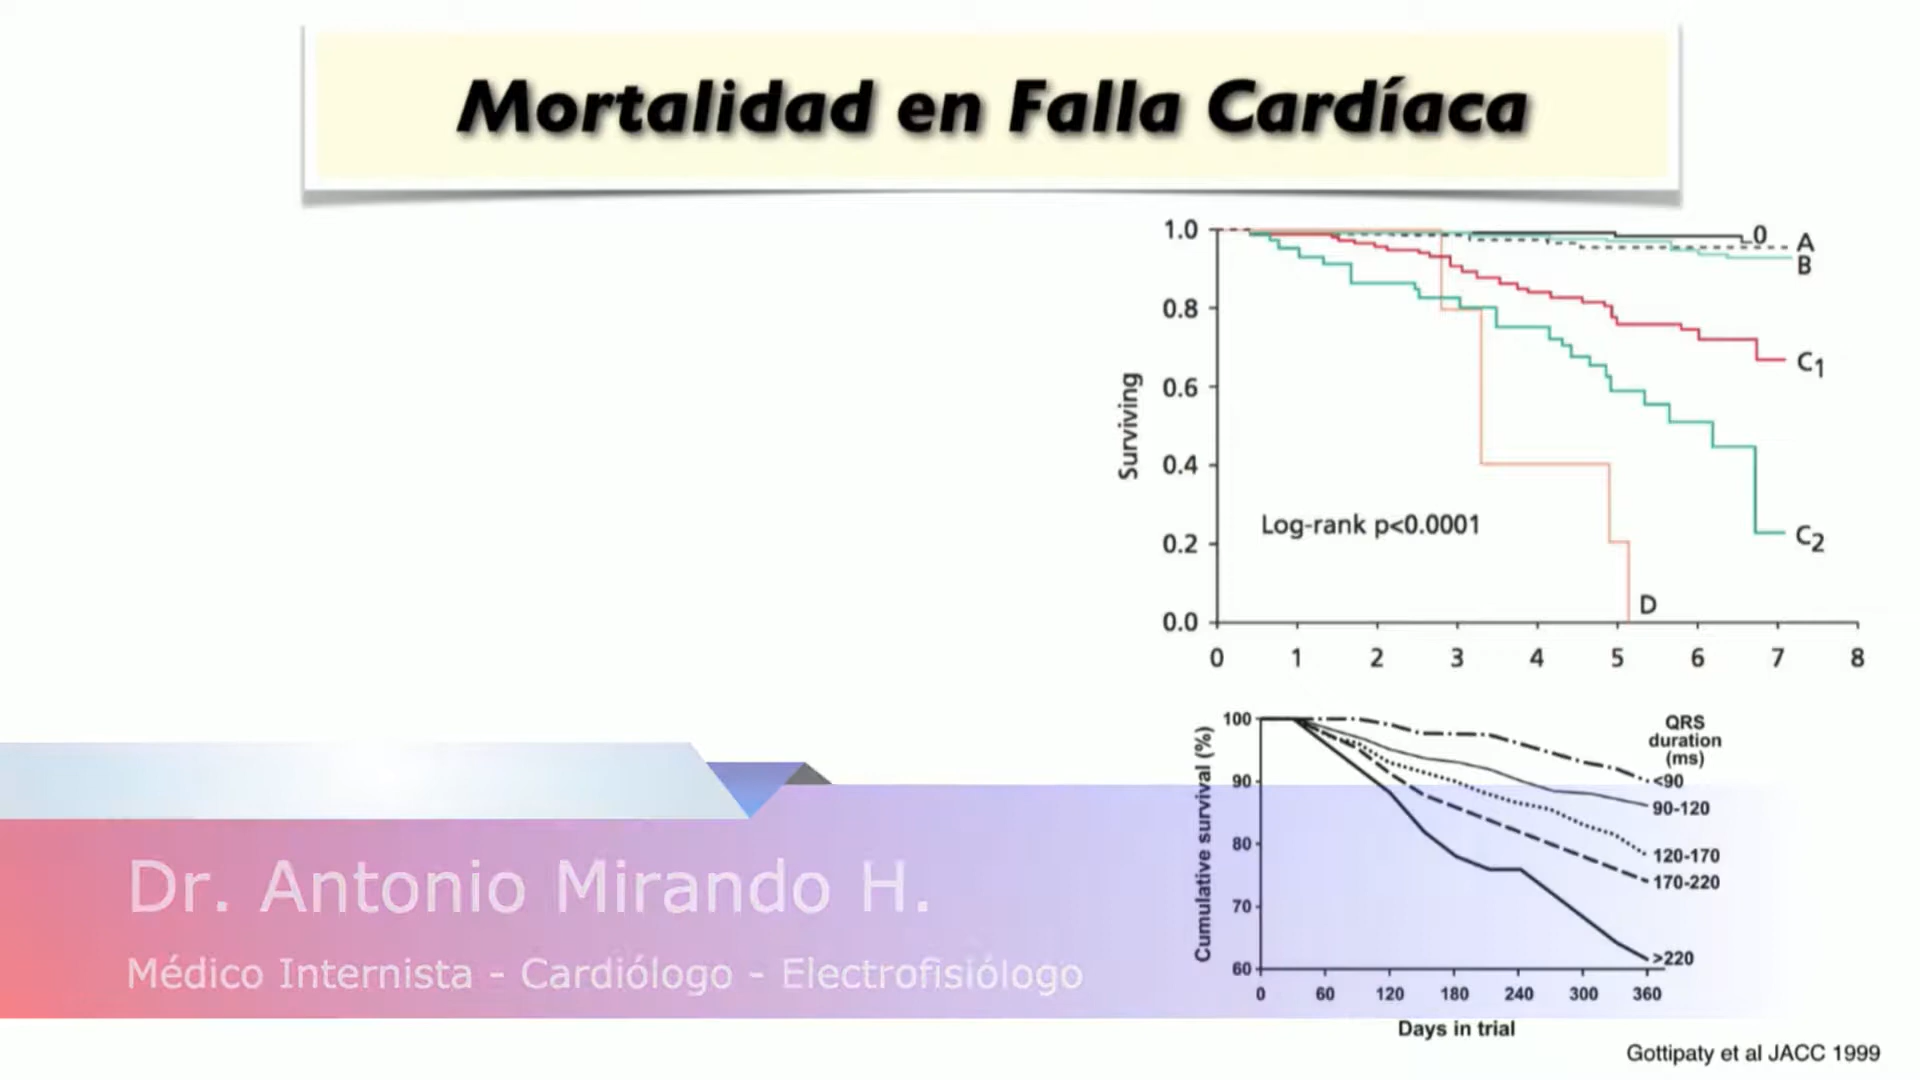 Mortalidad en Falla Cardíaca
1.0
0.8
0.6
0.4
0.2
0.0
Surviving
0
A
B
C1
C2
D
Log-rank p<0.0001
0 1 2 3 4 5 6 7 8
100
90
80
70
60
Cumulative survival (%)
QRS
duration
(ms)
<90
90-120
120-170
170-220
>220
0 60 120 180 240 300 360
Days in trial
Gottipaty et al JACC 1999
Dr. Antonio Mirando H.
Médico Internista - Cardiólogo - Electrofisiólogo